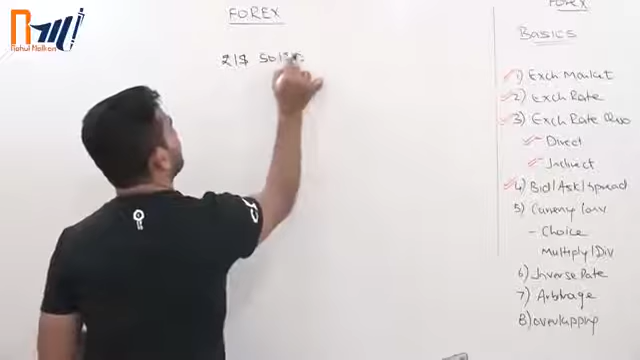 Rahul Malkan
FOREX
₹|$ 50|
FOREX
BASICS
1) Exch Market
2) Exch Rate
3) Exch Rate Quo
Direct
Indirect
4) Bid/Ask/Spread
5) Currency Conv
- Choice
Multiply/Div
6) Inverse Rate
7) Arbitrage
8) overlapping